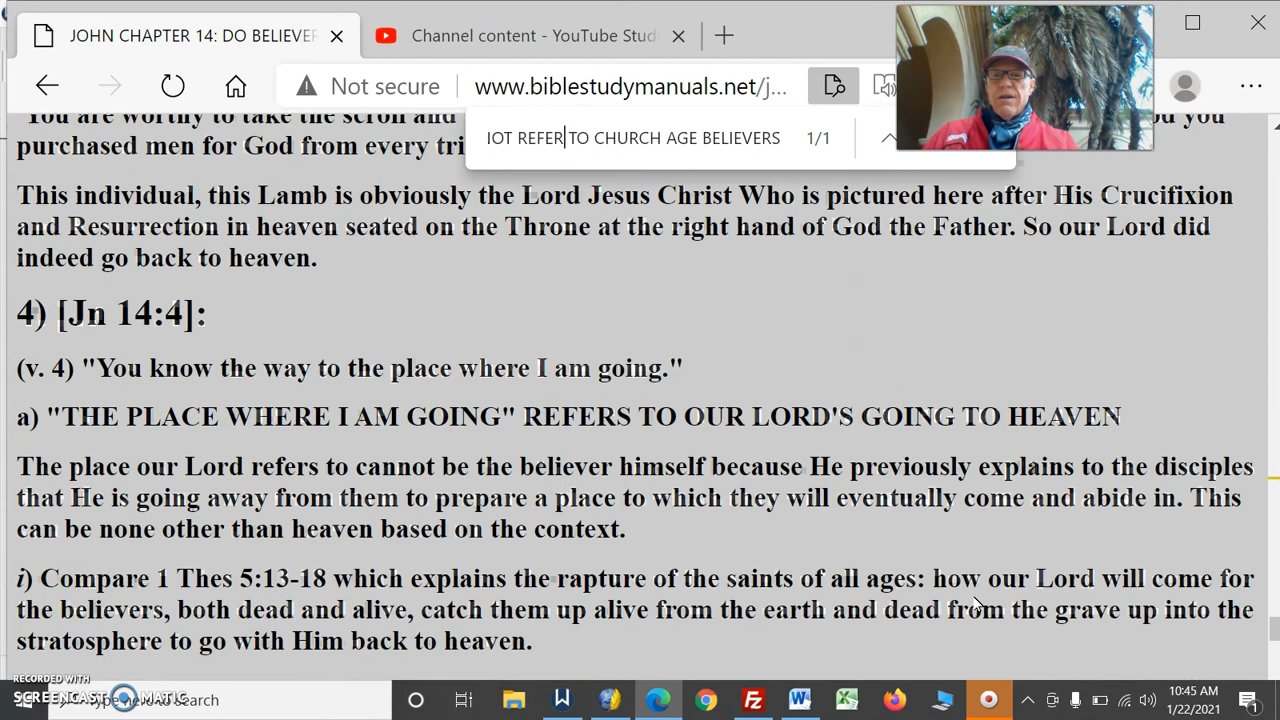 JOHN CHAPTER 14: DO BELIEVER
Channel content - YouTube Stud
Not secure
www.biblestudymanuals.net/j...
IOT REFER TO CHURCH AGE BELIEVERS 1/1
You are worthy to take the scroll and
od you
purchased men for God from every tri
This individual, this Lamb is obviously the Lord Jesus Christ Who is pictured here after His Crucifixion
and Resurrection in heaven seated on the Throne at the right hand of God the Father. So our Lord did
indeed go back to heaven.
4) [Jn 14:4]:
(v. 4) "You know the way to the place where I am going."
a) "THE PLACE WHERE I AM GOING" REFERS TO OUR LORD'S GOING TO HEAVEN
The place our Lord refers to cannot be the believer himself because He previously explains to the disciples
that He is going away from them to prepare a place to which they will eventually come and abide in. This
can be none other than heaven based on the context.
i) Compare 1 Thes 5:13-18 which explains the rapture of the saints of all ages: how our Lord will come for
the believers, both dead and alive, catch them up alive from the earth and dead from the grave up into the
stratosphere to go with Him back to heaven.
RECORDED WITH
SCREENCAST MATIC
Type here to search
10:45 AM
1/22/2021
1